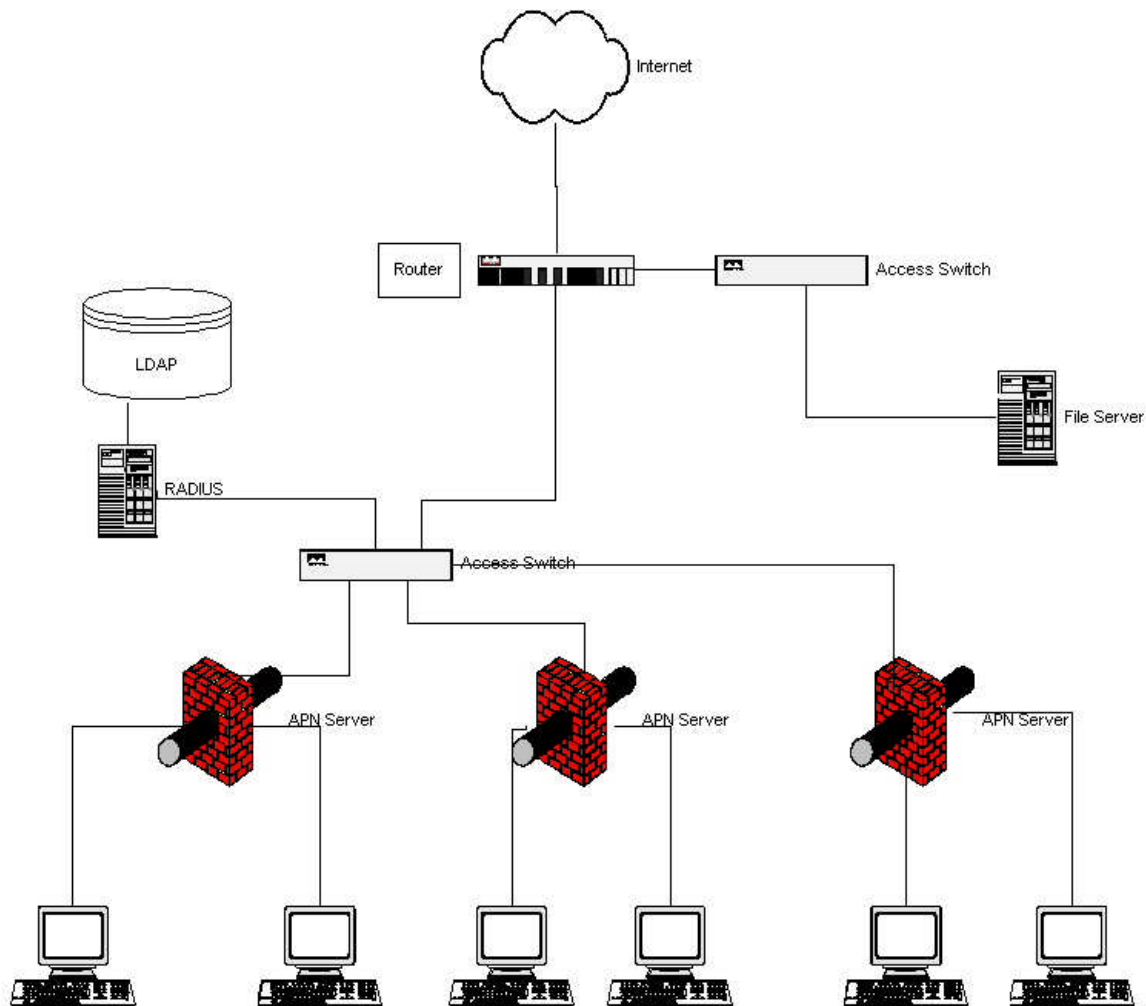 Internet
Router
Access Switch
LDAP
File Server
RADIUS
Access Switch
APN Server
APN Server
APN Server